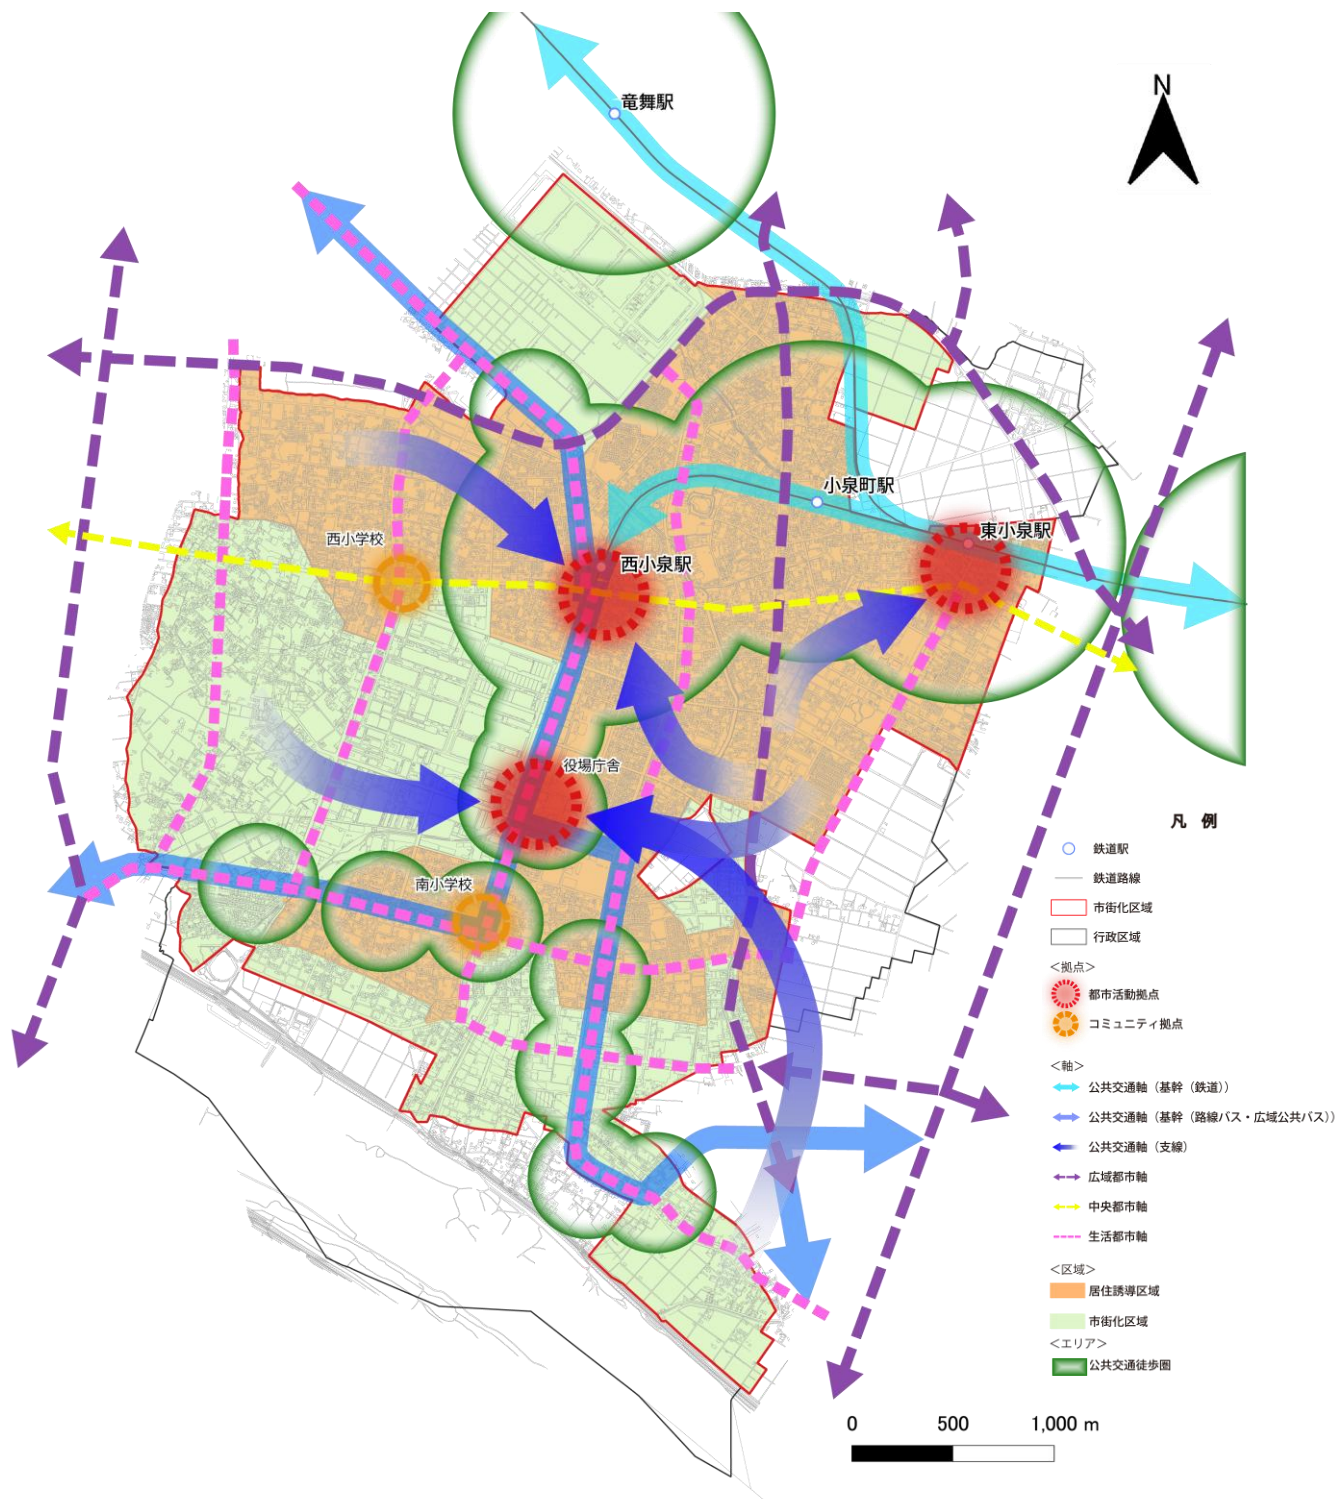 N
竜舞駅
小泉町駅
東小泉駅
西小学校
西小泉駅
役場庁舎
南小学校
凡 例
鉄道駅
鉄道路線
市街化区域
行政区域
＜拠点＞
都市活動拠点
コミュニティ拠点
＜軸＞
公共交通軸（基幹（鉄道））
公共交通軸（基幹（路線バス・広域公共バス））
公共交通軸（支線）
広域都市軸
中央都市軸
生活都市軸
＜区域＞
居住誘導区域
市街化区域
＜エリア＞
公共交通徒歩圏
0 500 1,000 m